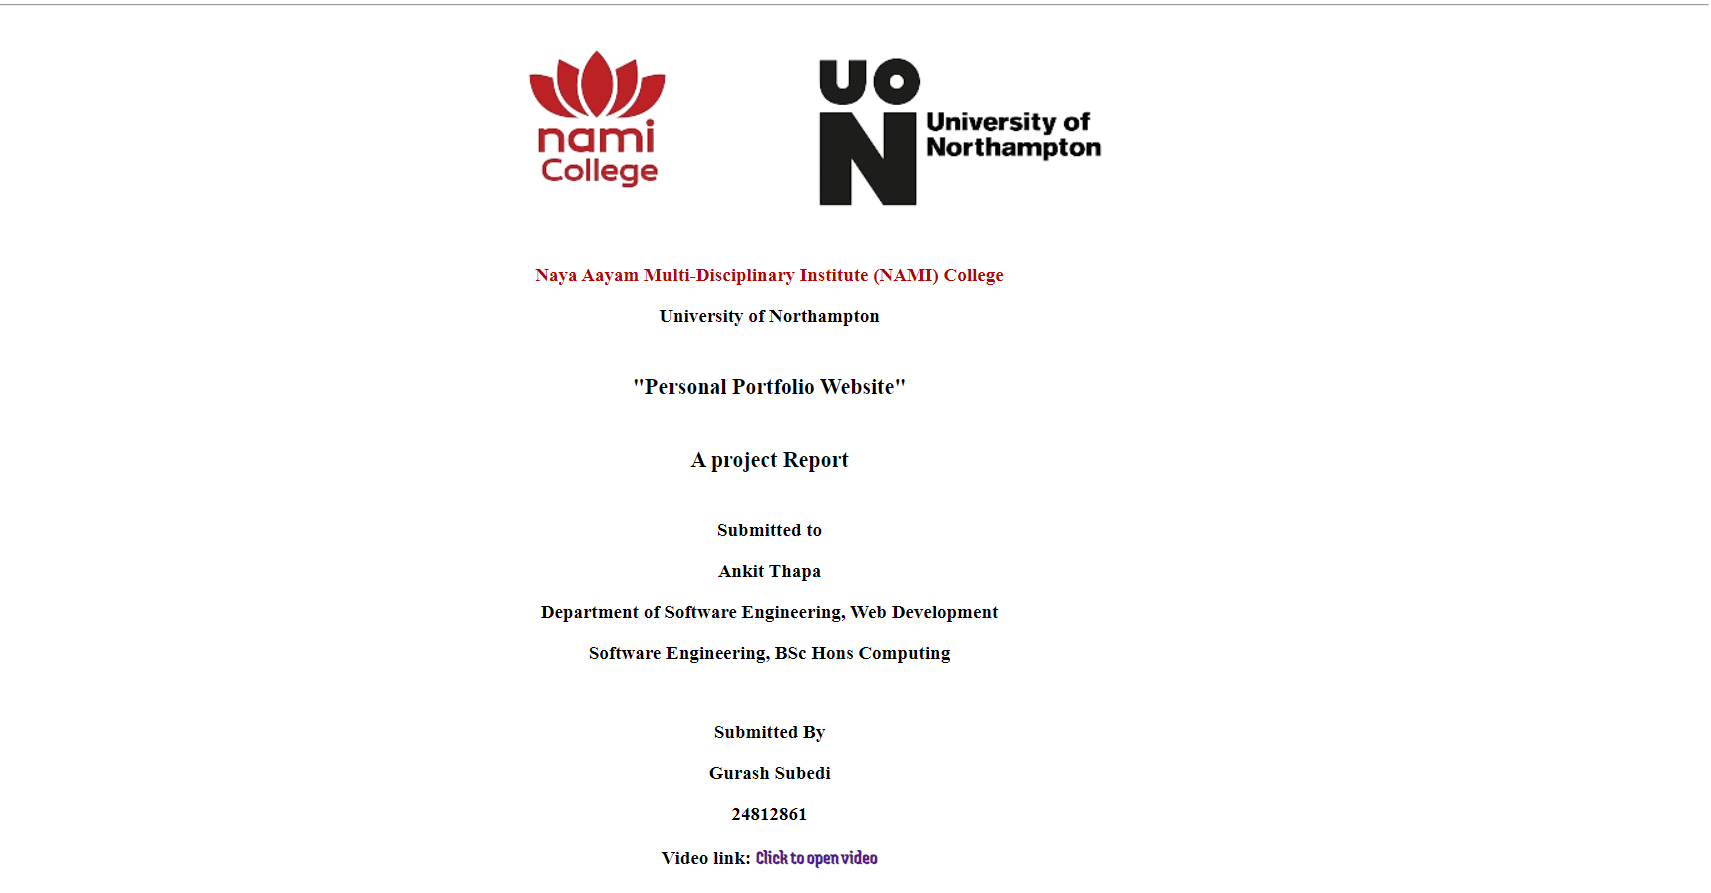 nami
College
UON
University of
Northampton
Naya Aayam Multi-Disciplinary Institute (NAMI) College
University of Northampton
"Personal Portfolio Website"
A project Report
Submitted to
Ankit Thapa
Department of Software Engineering, Web Development
Software Engineering, BSc Hons Computing
Submitted By
Gurash Subedi
24812861
Video link: Click to open video